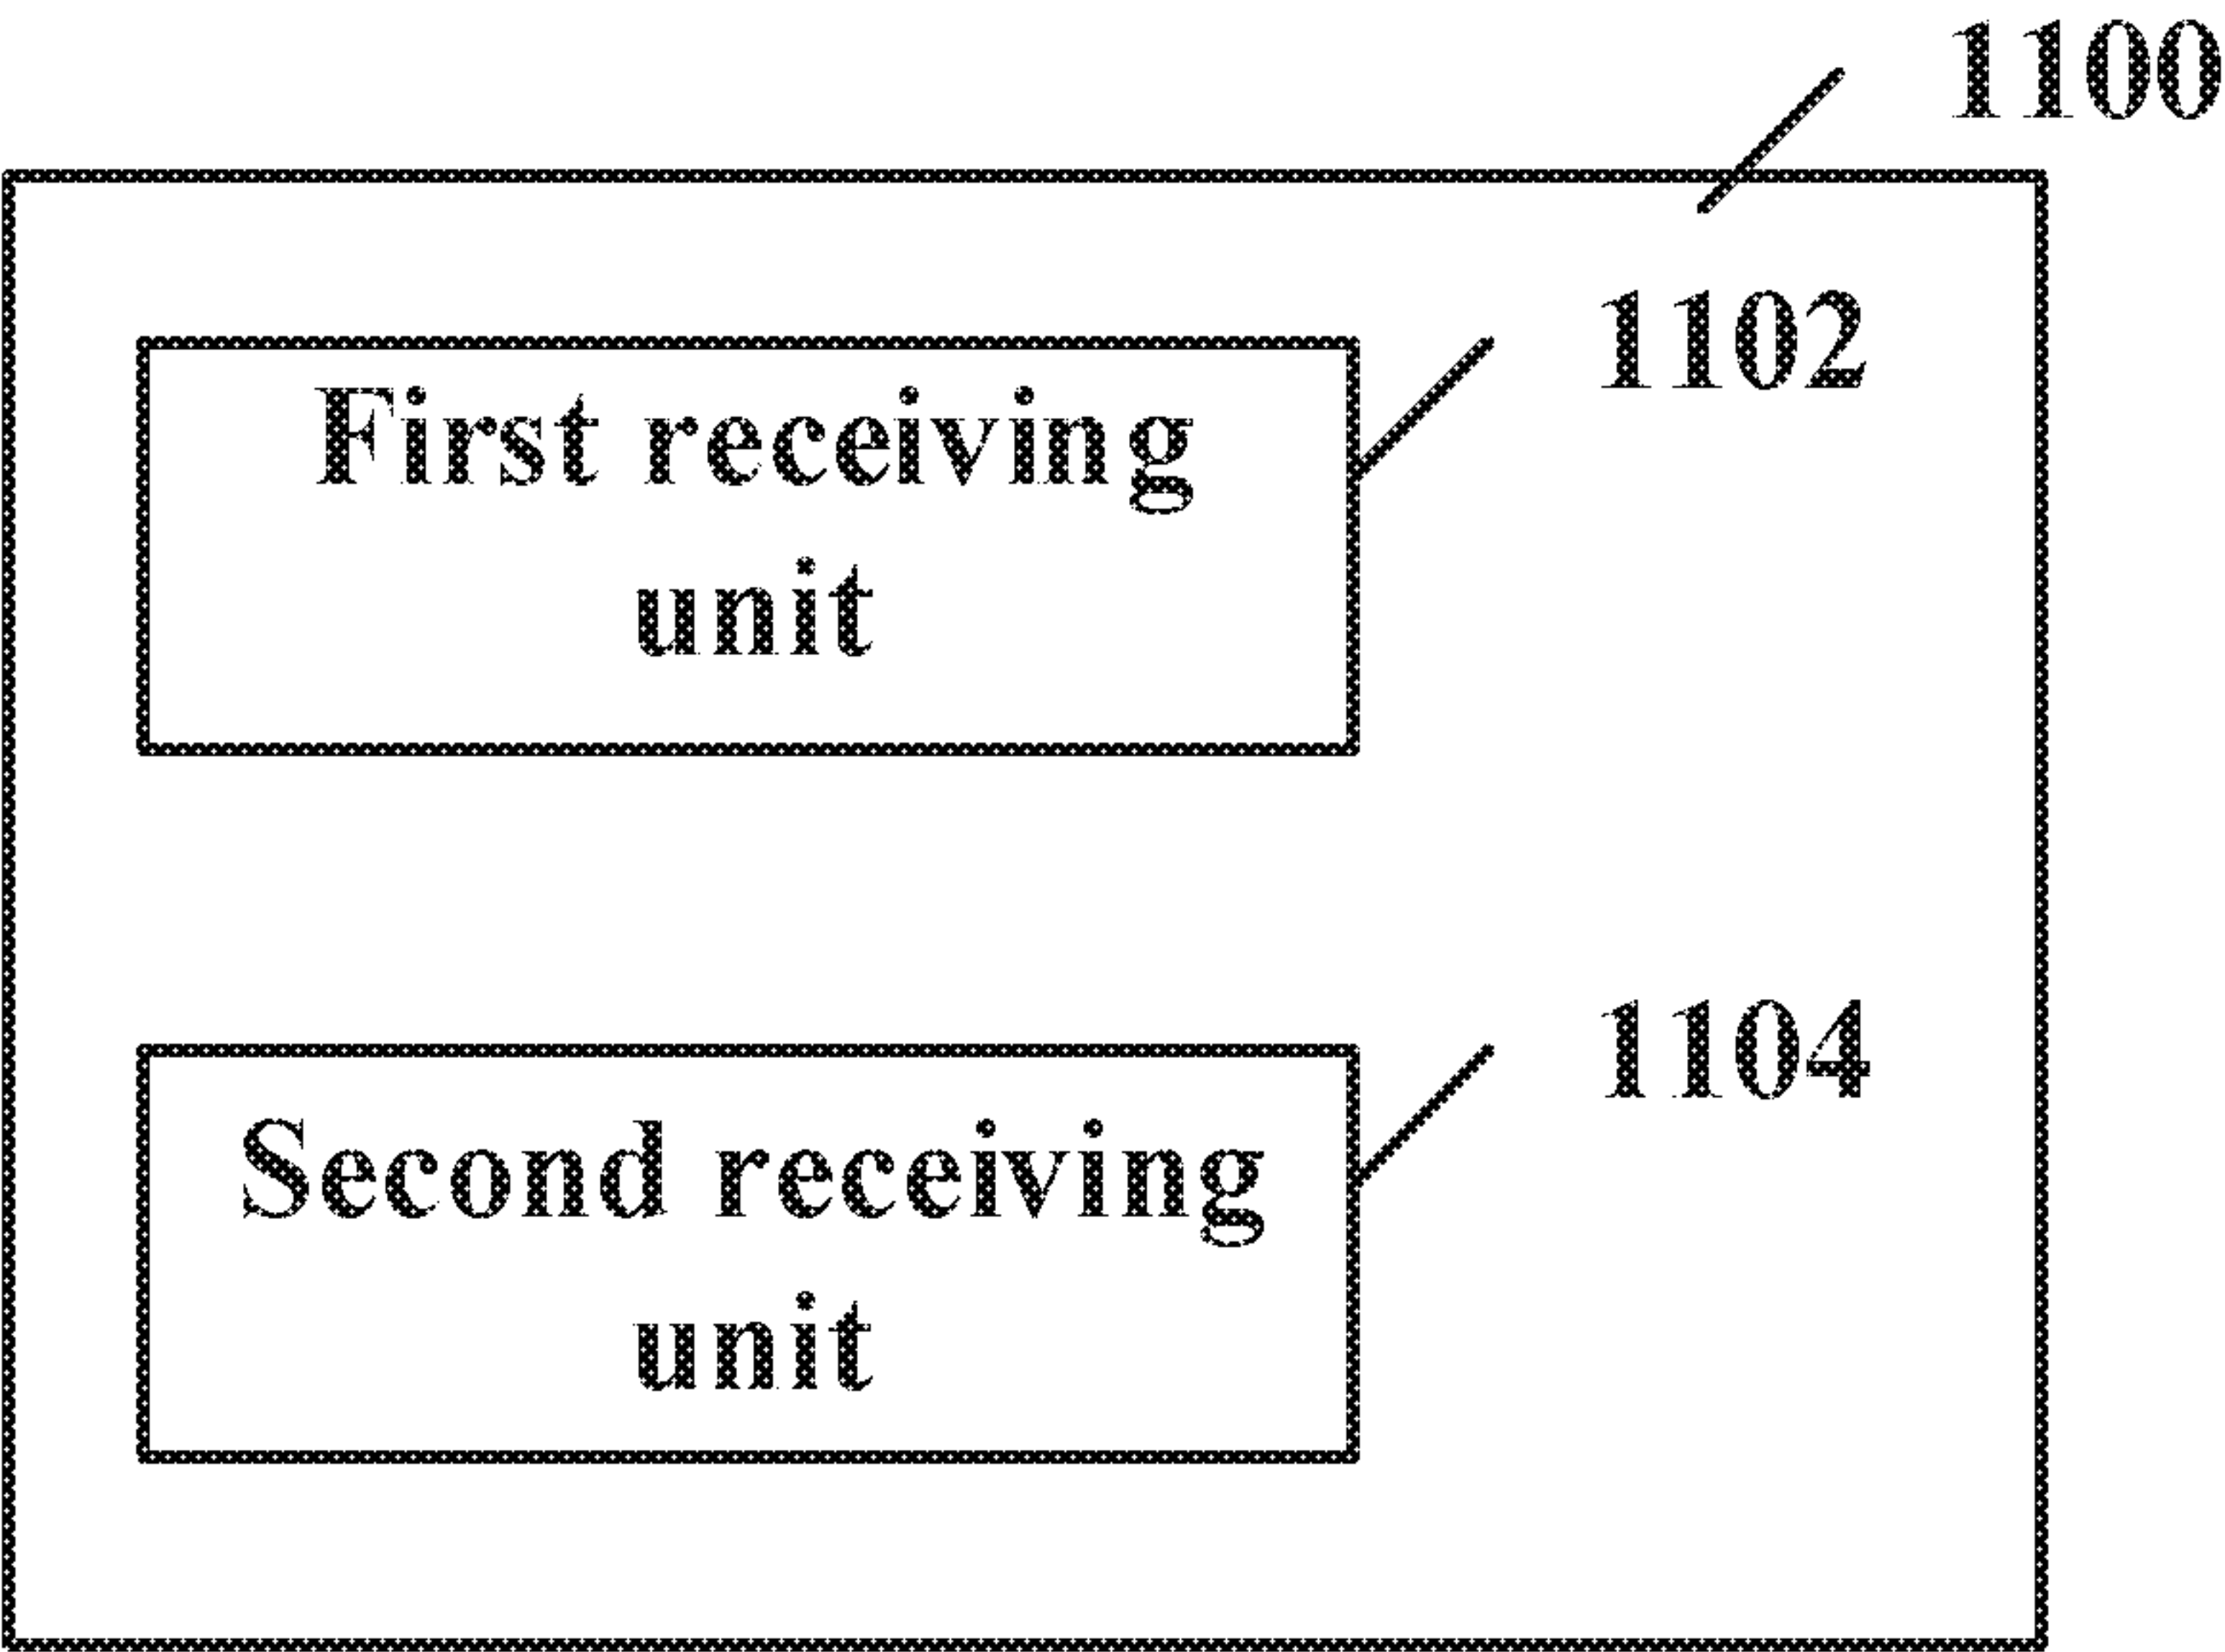 1100
1102
First receiving
unit
1104
Second receiving
unit